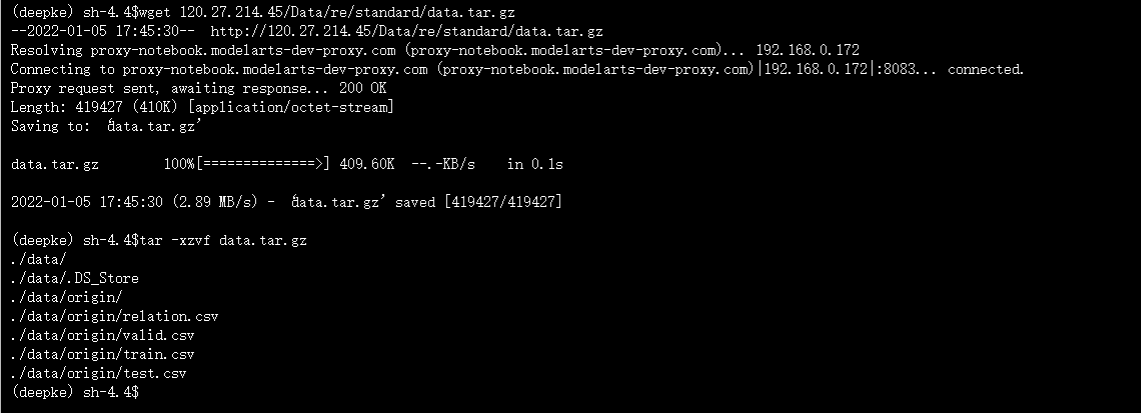 (deepke) sh-4.4$wget 120.27.214.45/Data/re/standard/data.tar.gz
--2022-01-05 17:45:30--  http://120.27.214.45/Data/re/standard/data.tar.gz
Resolving proxy-notebook.modelarts-dev-proxy.com (proxy-notebook.modelarts-dev-proxy.com)... 192.168.0.172
Connecting to proxy-notebook.modelarts-dev-proxy.com (proxy-notebook.modelarts-dev-proxy.com)|192.168.0.172|:8083... connected.
Proxy request sent, awaiting response... 200 OK
Length: 419427 (410K) [application/octet-stream]
Saving to: ‘data.tar.gz’
data.tar.gz         100%[==============>] 409.60K  --.-KB/s    in 0.1s
2022-01-05 17:45:30 (2.89 MB/s) - ‘data.tar.gz’ saved [419427/419427]
(deepke) sh-4.4$tar -xzvf data.tar.gz
./data/
./data/.DS_Store
./data/origin/
./data/origin/relation.csv
./data/origin/valid.csv
./data/origin/train.csv
./data/origin/test.csv
(deepke) sh-4.4$